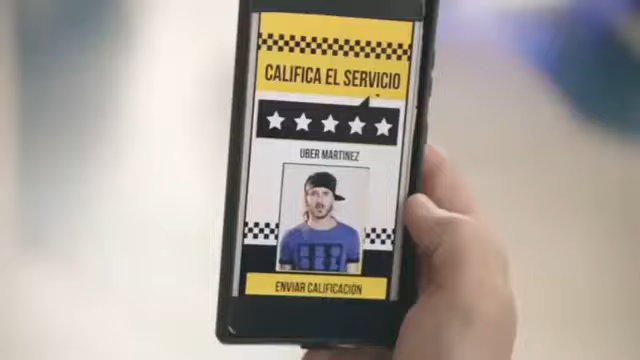 CALIFICA EL SERVICIO
UBER MARTINEZ
ENVIAR CALIFICACIÓN